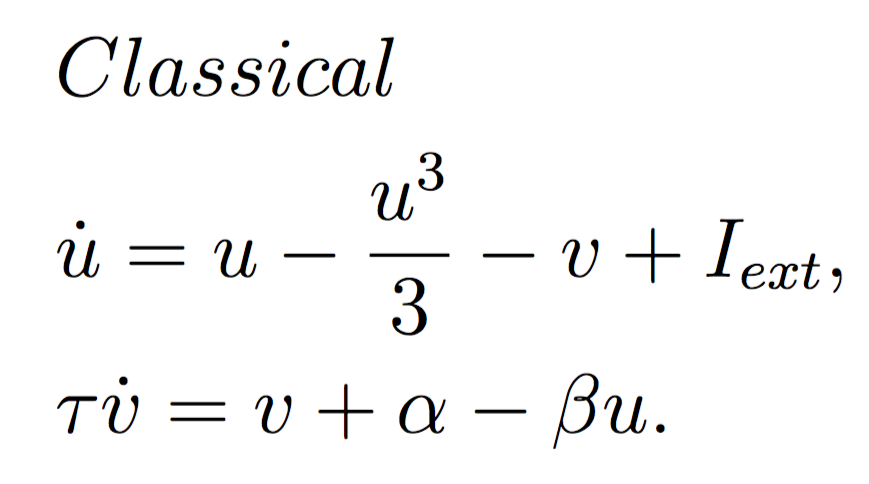 Classical
u̇ = u − u³/3 − v + I_ext,
τv̇ = v + α − βu.